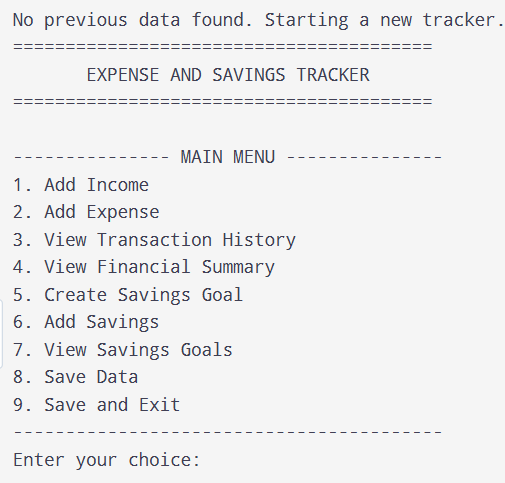 No previous data found. Starting a new tracker.
========================================
EXPENSE AND SAVINGS TRACKER
========================================
--------------- MAIN MENU ---------------
1. Add Income
2. Add Expense
3. View Transaction History
4. View Financial Summary
5. Create Savings Goal
6. Add Savings
7. View Savings Goals
8. Save Data
9. Save and Exit
-----------------------------------------
Enter your choice: